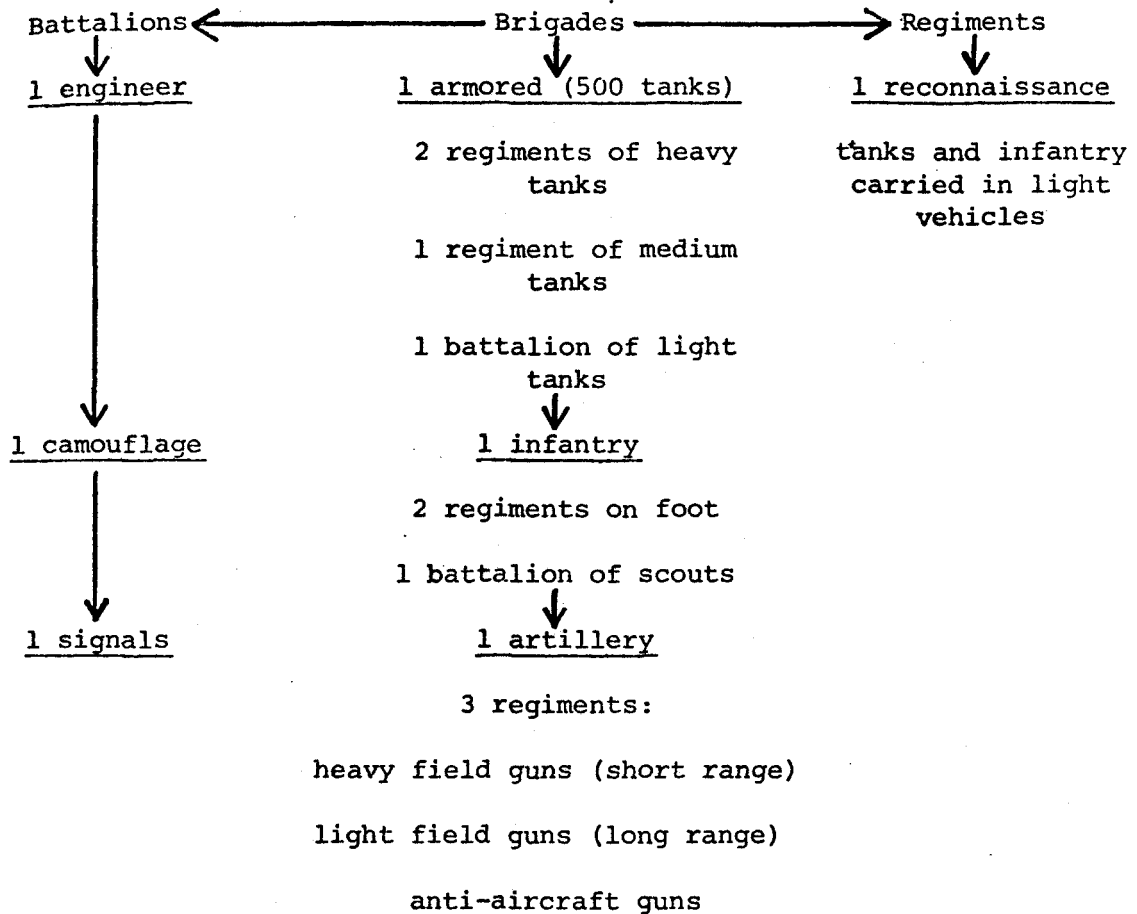 Battalions Brigades Regiments
1 engineer 1 armored (500 tanks) 1 reconnaissance
2 regiments of heavy tanks and infantry
tanks carried in light
vehicles
1 regiment of medium
tanks
1 battalion of light
tanks
1 camouflage 1 infantry
2 regiments on foot
1 battalion of scouts
1 signals 1 artillery
3 regiments:
heavy field guns (short range)
light field guns (long range)
anti-aircraft guns